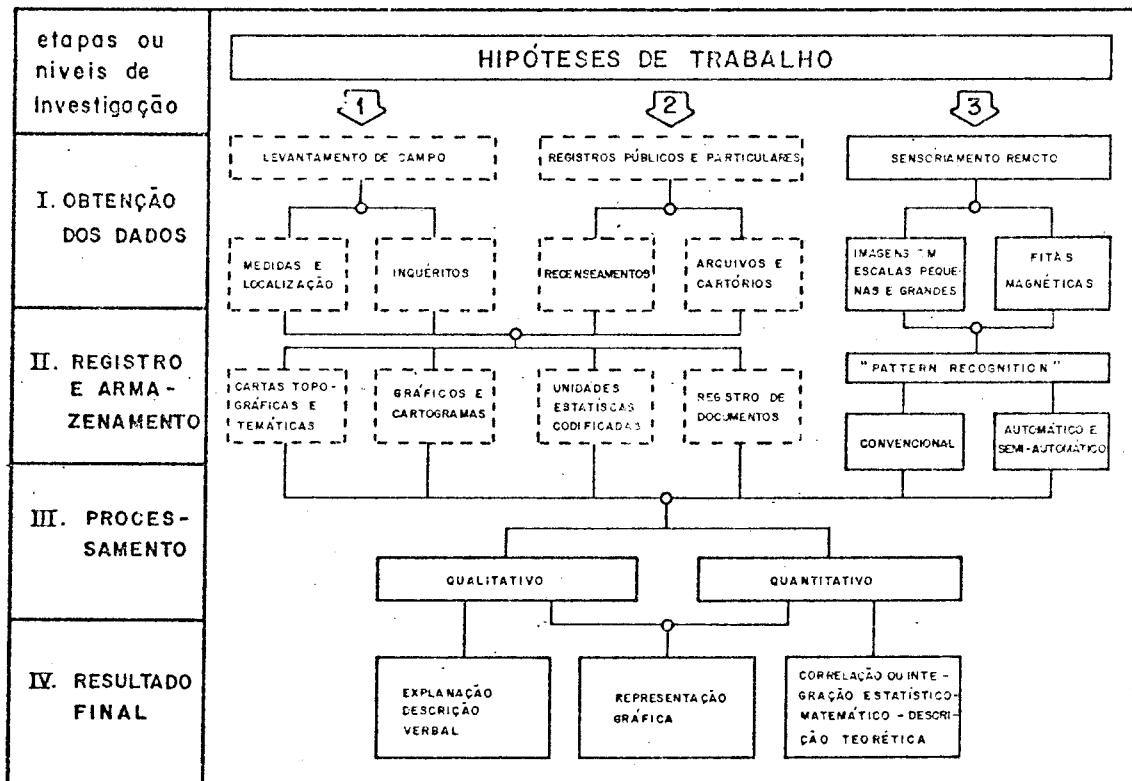 etapas ou
níveis de
Investigação
HIPÓTESES DE TRABALHO
1
2
3
I. OBTENÇÃO
DOS DADOS
LEVANTAMENTO DE CAMPO
REGISTROS PÚBLICOS E PARTICULARES
SENSORIAMENTO REMOTO
MEDIDAS E
LOCALIZAÇÃO
INQUÉRITOS
RECENSEAMENTOS
ARQUIVOS E
CARTÓRIOS
IMAGENS EM
ESCALAS PEQUE-
NAS E GRANDES
FITAS
MAGNÉTICAS
II. REGISTRO
E ARMA-
ZENAMENTO
CARTAS TOPO-
GRÁFICAS E
TEMÁTICAS
GRÁFICOS E
CARTOGRAMAS
UNIDADES
ESTATÍSCAS
CODIFICADAS
REGISTRO DE
DOCUMENTOS
"PATTERN RECOGNITION"
CONVENCIONAL
AUTOMÁTICO E
SEMI-AUTOMÁTICO
III. PROCES-
SAMENTO
QUALITATIVO
QUANTITATIVO
IV. RESULTADO
FINAL
EXPLANAÇÃO
DESCRIÇÃO
VERBAL
REPRESENTAÇÃO
GRÁFICA
CORRELAÇÃO OU INTE-
GRAÇÃO ESTATÍSTICO-
MATEMÁTICO - DESCRI-
ÇÃO TEORÉTICA